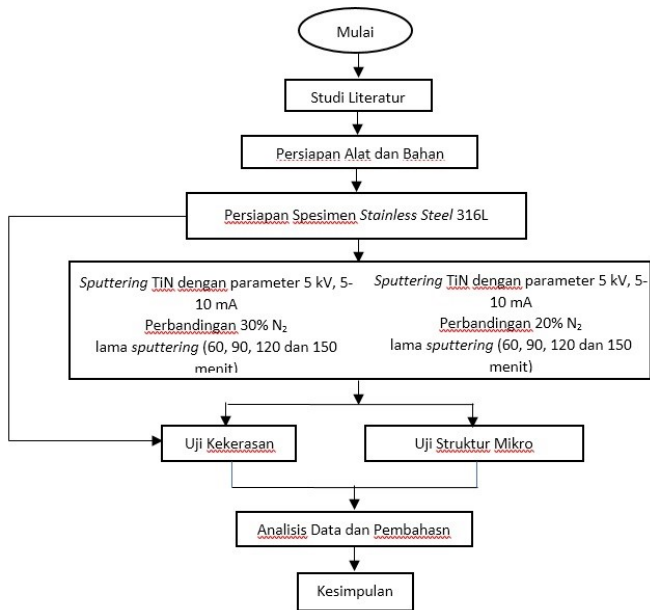 Mulai
Studi Literatur
Persiapan Alat dan Bahan
Persiapan Spesimen Stainless Steel 316L
Sputtering TiN dengan parameter 5 kV, 5-
10 mA
Perbandingan 30% N₂
lama sputtering (60, 90, 120 dan 150
menit)
Sputtering TiN dengan parameter 5 kV, 5-
10 mA
Perbandingan 20% N₂
lama sputtering (60, 90, 120 dan 150
menit)
Uji Kekerasan
Uji Struktur Mikro
Analisis Data dan Pembahasn
Kesimpulan